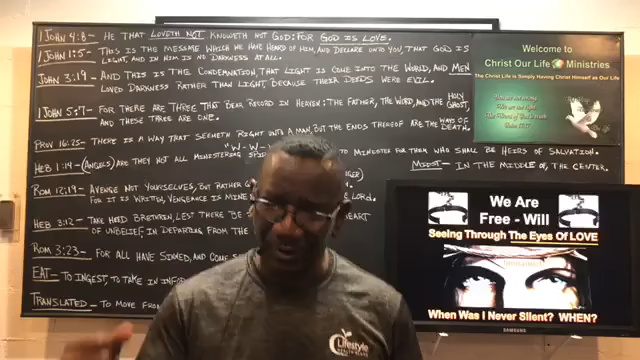 1 JOHN 4:8 - HE THAT LOVETH NOT KNOWETH NOT GOD: FOR GOD IS LOVE.
1 JOHN 1:5 - THIS IS THE MESSAGE WHICH WE HAVE HEARD OF HIM, AND DECLARE UNTO YOU, THAT GOD IS
LIGHT, AND IN HIM IS NO DARKNESS AT ALL.
JOHN 3:19 - AND THIS IS THE CONDEMNATION, THAT LIGHT IS COME INTO THE WORLD, AND MEN
LOVED DARKNESS RATHER THAN LIGHT, BECAUSE THEIR DEEDS WERE EVIL.
1 JOHN 5:7 - FOR THERE ARE THREE THAT BEAR RECORD IN HEAVEN: THE FATHER, THE WORD, AND THE HOLY GHOST,
AND THESE THREE ARE ONE.
PROV 16:25 - THERE IS A WAY THAT SEEMETH RIGHT UNTO A MAN, BUT THE ENDS THEREOF ARE THE WAYS OF DEATH.
"W-W-
HEB 1:14 - (ANGELS) ARE THEY NOT ALL MINISTERING TO MINISTER FOR THEM WHO SHALL BE HEIRS OF SALVATION.
MIDST - IN THE MIDDLE OF, THE CENTER.
ROM 12:19 - AVENGE NOT YOURSELVES, BUT RATHER
FOR IT IS WRITTEN, VENGEANCE IS MINE LORD.
HEB 3:12 - TAKE HEED BRETHREN, LEST THERE BE HEART
OF UNBELIEF IN DEPARTING FROM THE
ROM 3:23 - FOR ALL HAVE SINNED, AND COME
EAT - TO INGEST, TO TAKE IN
TRANSLATED - TO MOVE FROM
Welcome to
Christ Our Life Ministries
The Christ Life is Simply Having Christ Himself as Our Life
We Are
Free - Will
Seeing Through The Eyes Of LOVE
When Was I Never Silent? WHEN?
SAMSUNG
Lifestyle